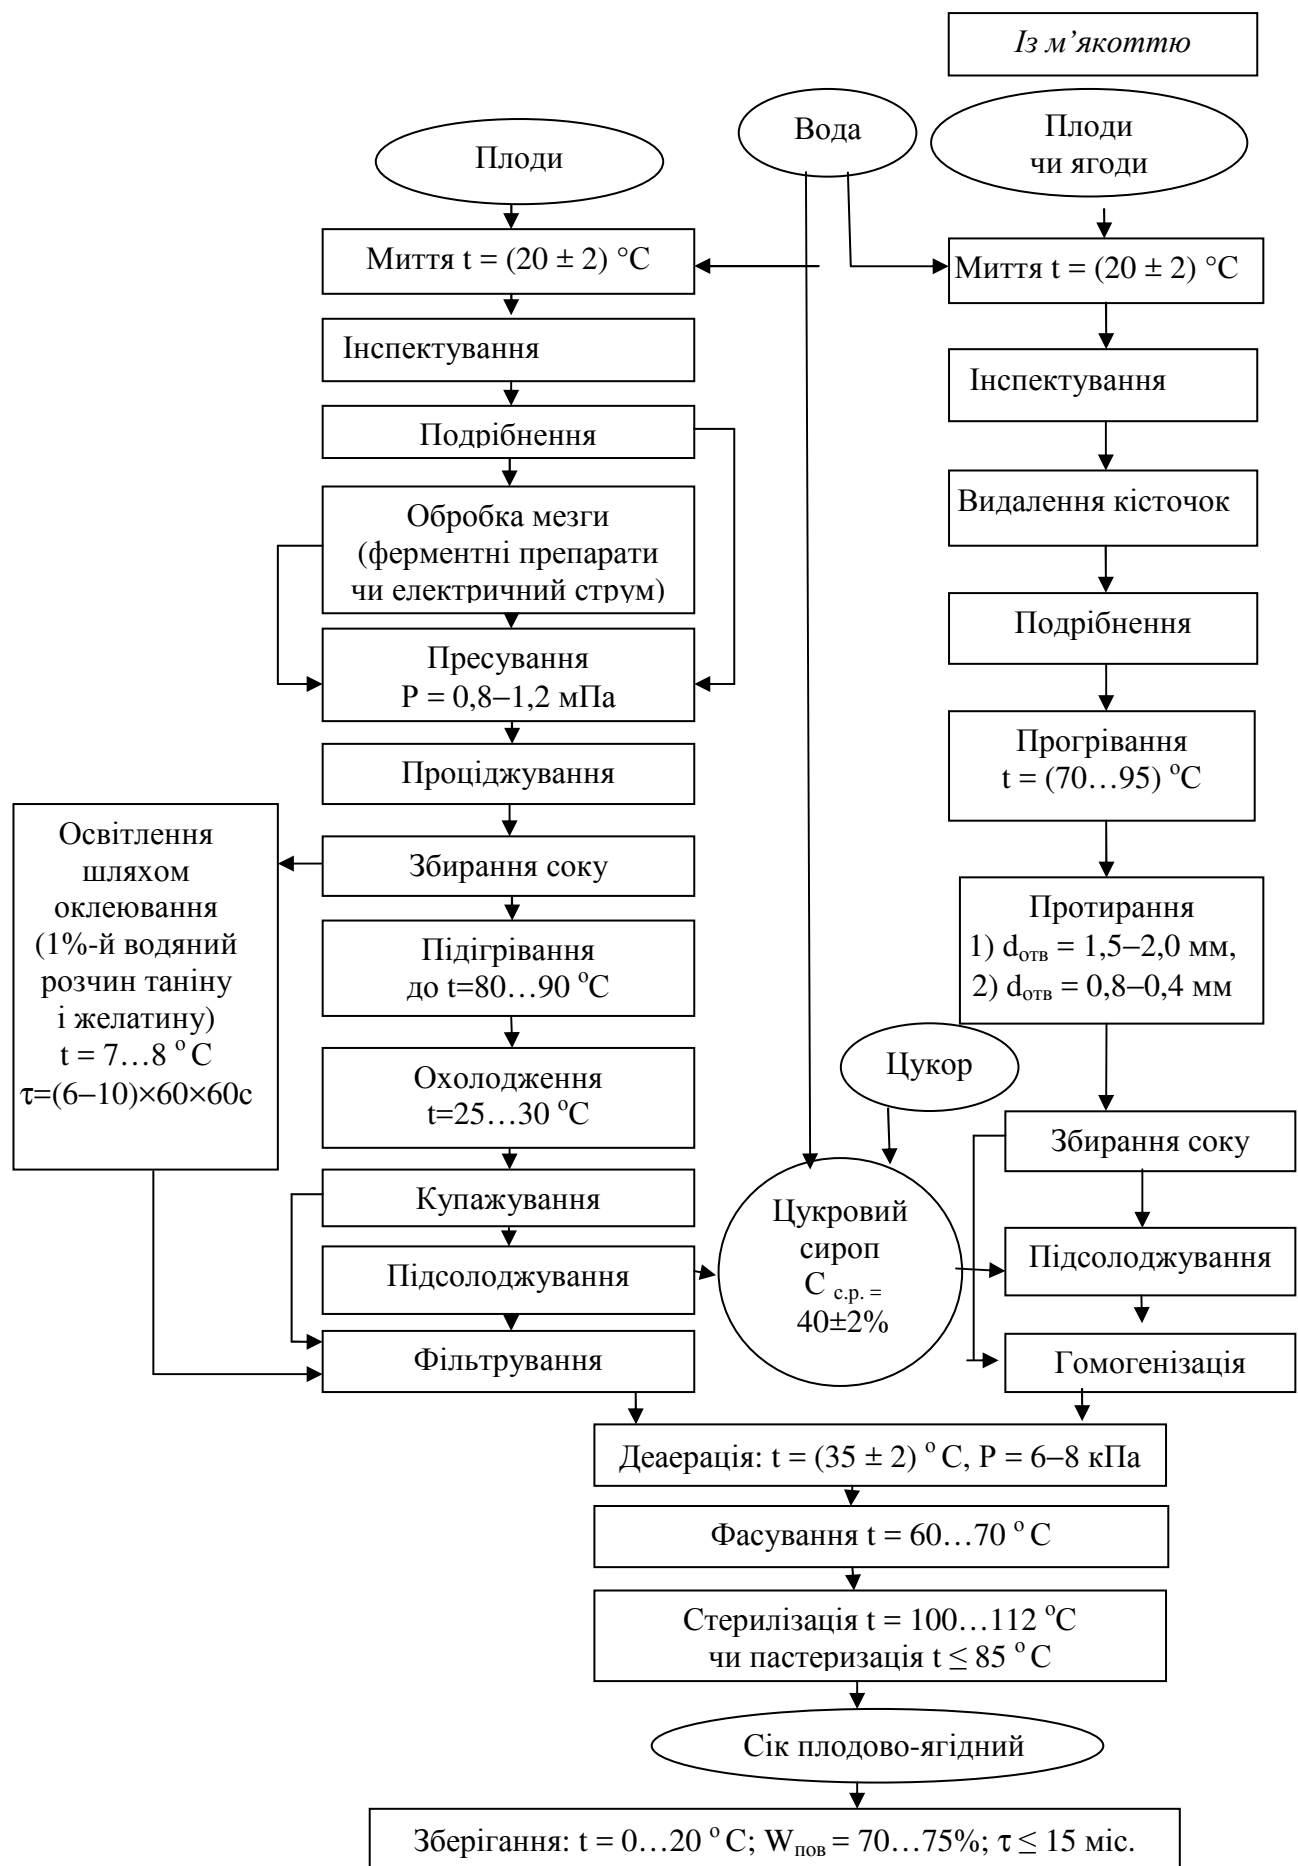 Із м’якоттю
Вода
Плоди
чи ягоди
Плоди
Миття t = (20 ± 2) °С
Миття t = (20 ± 2) °С
Інспектування
Інспектування
Подрібнення
Видалення кісточок
Обробка мезги
(ферментні препарати
чи електричний струм)
Подрібнення
Пресування
Р = 0,8–1,2 мПа
Прогрівання
t = (70…95) °С
Проціджування
Освітлення
шляхом
оклеювання
(1%-й водяний
розчин таніну
і желатину)
t = 7…8 °С
τ=(6–10)×60×60с
Збирання соку
Протирання
1) dотв = 1,5–2,0 мм,
2) dотв = 0,8–0,4 мм
Підігрівання
до t=80…90 °С
Цукор
Охолодження
t=25…30 °С
Збирання соку
Купажування
Цукровий
сироп
С с.р. =
40±2%
Підсолоджування
Підсолоджування
Фільтрування
Гомогенізація
Деаерація: t = (35 ± 2) °С, Р = 6–8 кПа
Фасування t = 60…70 °С
Стерилізація t = 100…112 °С
чи пастеризація t ≤ 85 °С
Сік плодово-ягідний
Зберігання: t = 0…20 °С; Wпов = 70…75%; τ ≤ 15 міс.